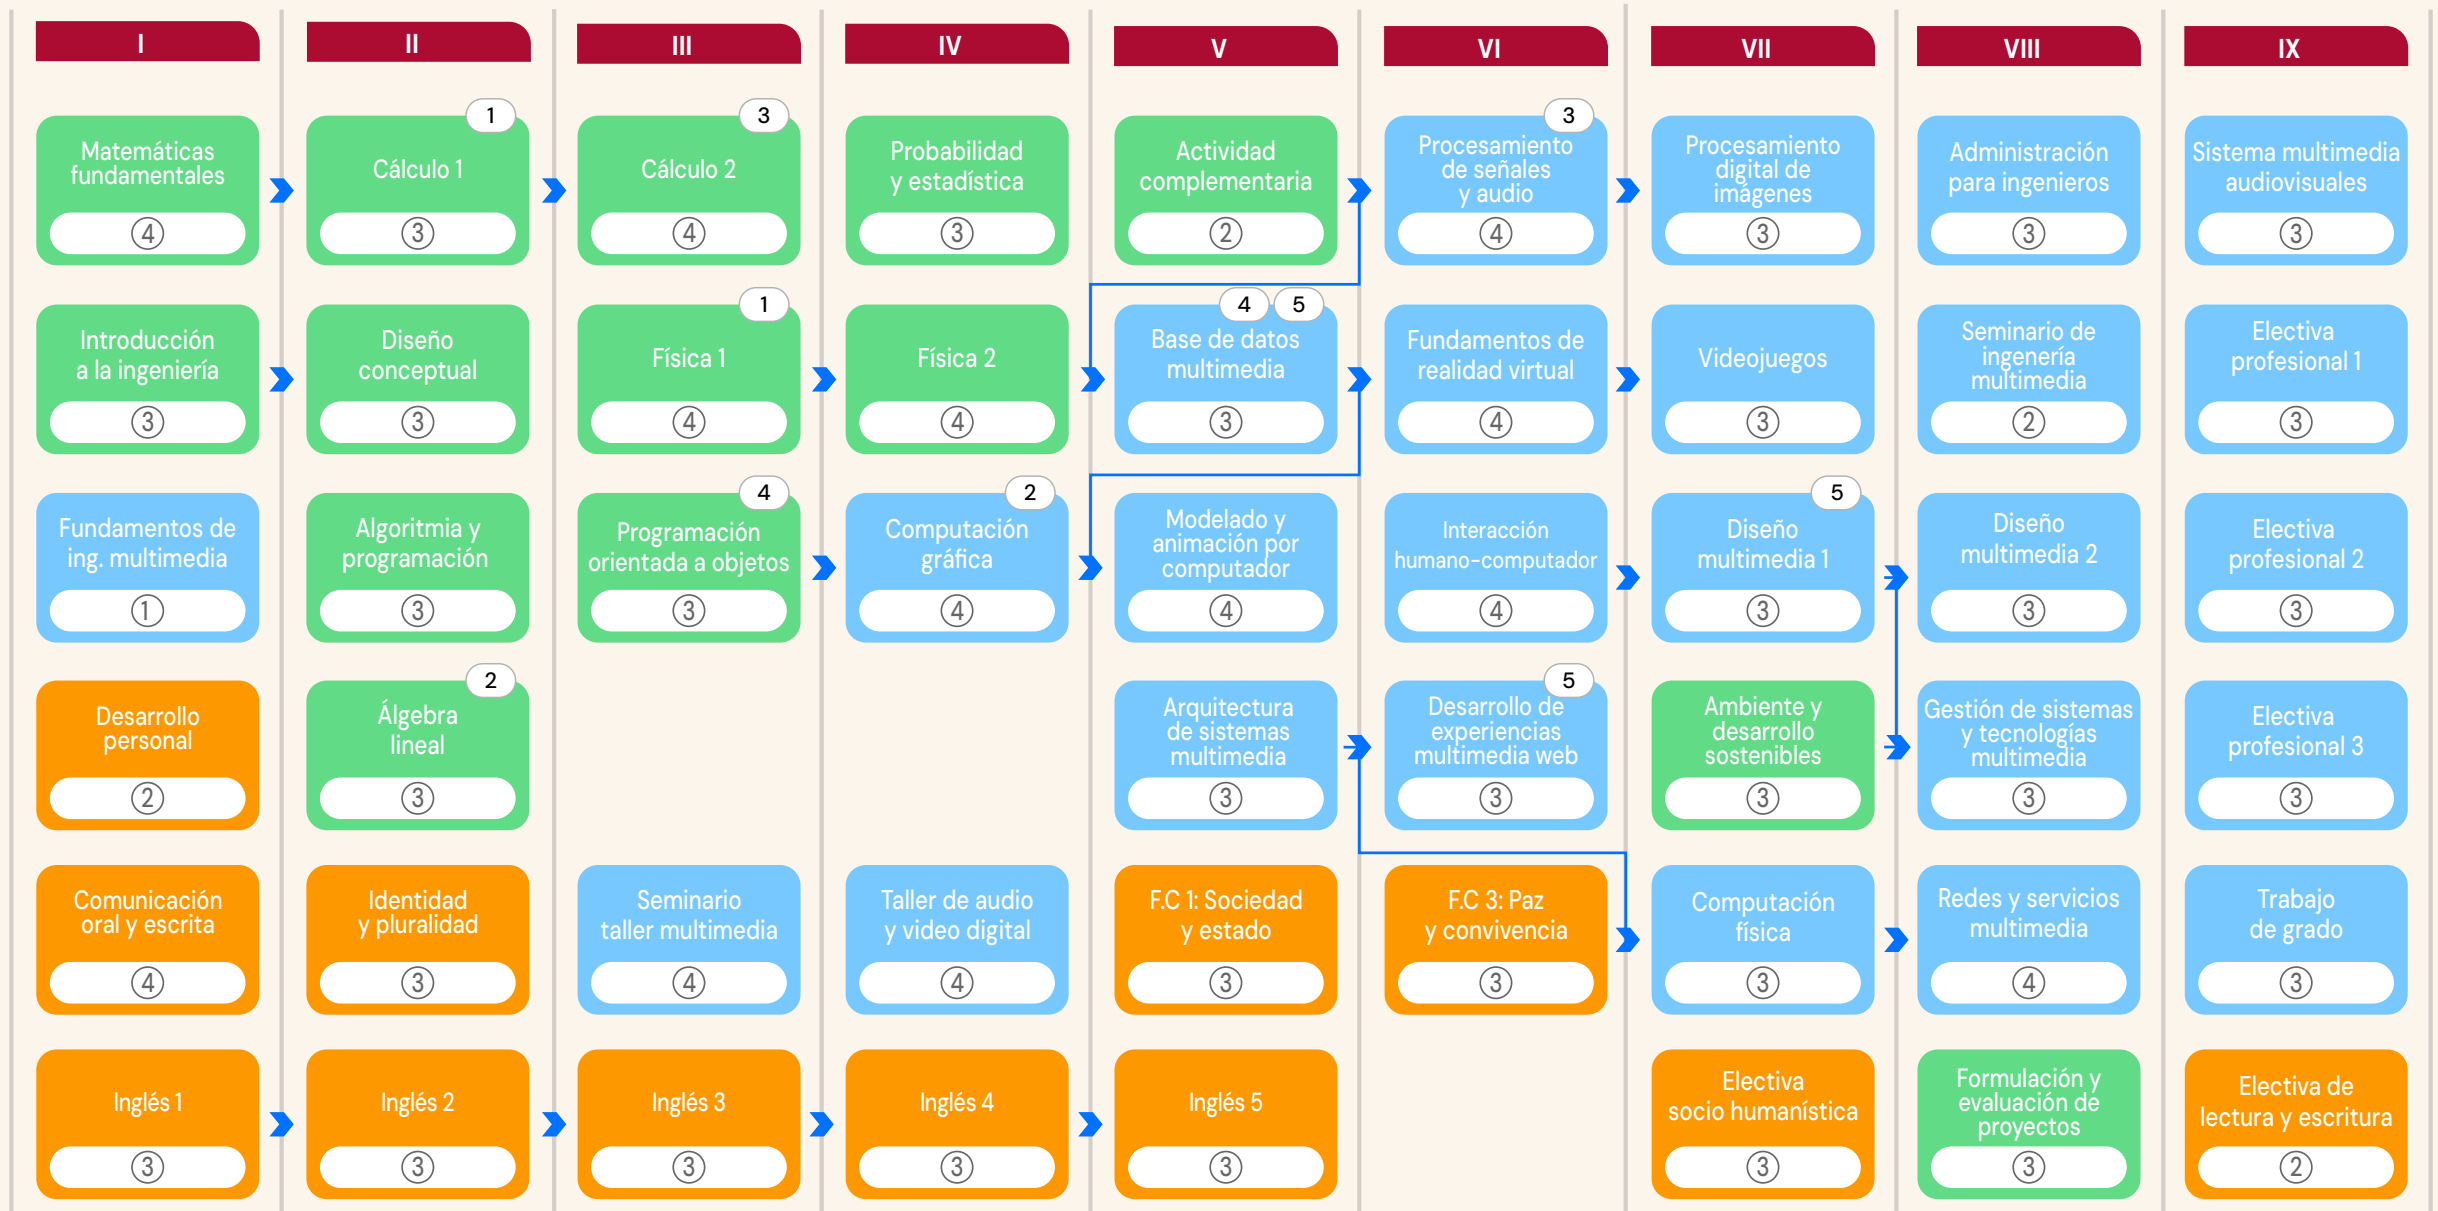 I
II
III
IV
V
VI
VII
VIII
IX
Matemáticas
fundamentales
4
1
Cálculo 1
3
3
Cálculo 2
4
Probabilidad
y estadística
3
Actividad
complementaria
2
3
Procesamiento
de señales
y audio
4
Procesamiento
digital de
imágenes
3
Administración
para ingenieros
3
Sistema multimedia
audiovisuales
3
Introducción
a la ingeniería
3
Diseño
conceptual
3
1
Física 1
4
Física 2
4
4
5
Base de datos
multimedia
3
Fundamentos de
realidad virtual
4
Videojuegos
3
Seminario de
ingenería
multimedia
2
Electiva
profesional 1
3
Fundamentos de
ing. multimedia
1
Algoritmia y
programación
3
4
Programación
orientada a objetos
3
2
Computación
gráfica
4
Modelado y
animación por
computador
4
Interacción
humano-computador
4
5
Diseño
multimedia 1
3
Diseño
multimedia 2
3
Electiva
profesional 2
3
Desarrollo
personal
2
2
Álgebra
lineal
3
Arquitectura
de sistemas
multimedia
3
5
Desarrollo de
experiencias
multimedia web
3
Ambiente y
desarrollo
sostenibles
3
Gestión de sistemas
y tecnologías
multimedia
3
Electiva
profesional 3
3
Comunicación
oral y escrita
4
Identidad
y pluralidad
3
Seminario
taller multimedia
4
Taller de audio
y video digital
4
F.C 1: Sociedad
y estado
3
F.C 3: Paz
y convivencia
3
Computación
física
3
Redes y servicios
multimedia
4
Trabajo
de grado
3
Inglés 1
3
Inglés 2
3
Inglés 3
3
Inglés 4
3
Inglés 5
3
Electiva
socio humanística
3
Formulación y
evaluación de
proyectos
3
Electiva de
lectura y escritura
2